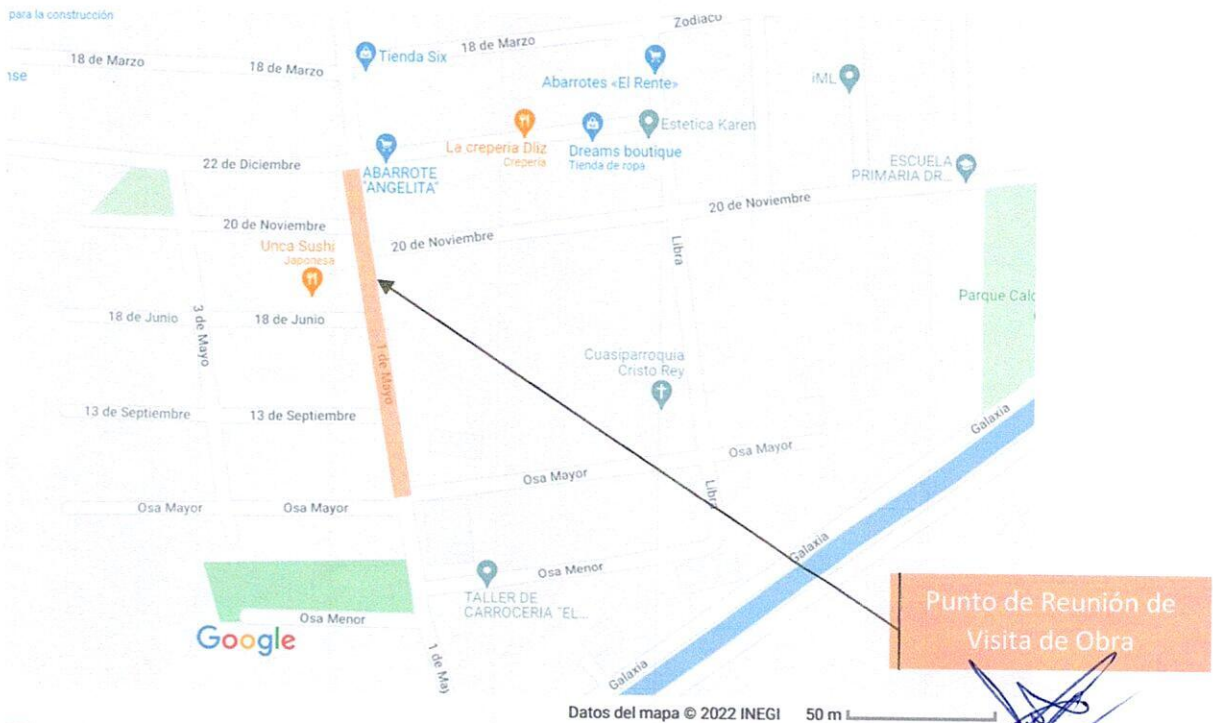 para la construcción
Zodiaco
18 de Marzo
18 de Marzo
Tienda Six
18 de Marzo
Abarrotes «El Rente»
iML
nse
La creperia Dliz
Creperia
Dreams boutique
Tienda de ropa
Estetica Karen
22 de Diciembre
ABARROTE
"ANGELITA"
ESCUELA
PRIMARIA DR...
20 de Noviembre
20 de Noviembre
20 de Noviembre
Unca Sushi
Japonesa
Libra
18 de Junio
18 de Junio
3 de Mayo
1 de Mayo
Parque Calc
Cuasiparroquia
Cristo Rey
13 de Septiembre
13 de Septiembre
Galaxia
Osa Mayor
Osa Mayor
Libra
Osa Mayor
Osa Mayor
Galaxia
Osa Menor
TALLER DE
CARROCERIA "EL...
Osa Menor
Google
Punto de Reunión de
Visita de Obra
1 de May
Galaxia
Datos del mapa © 2022 INEGI 50 m